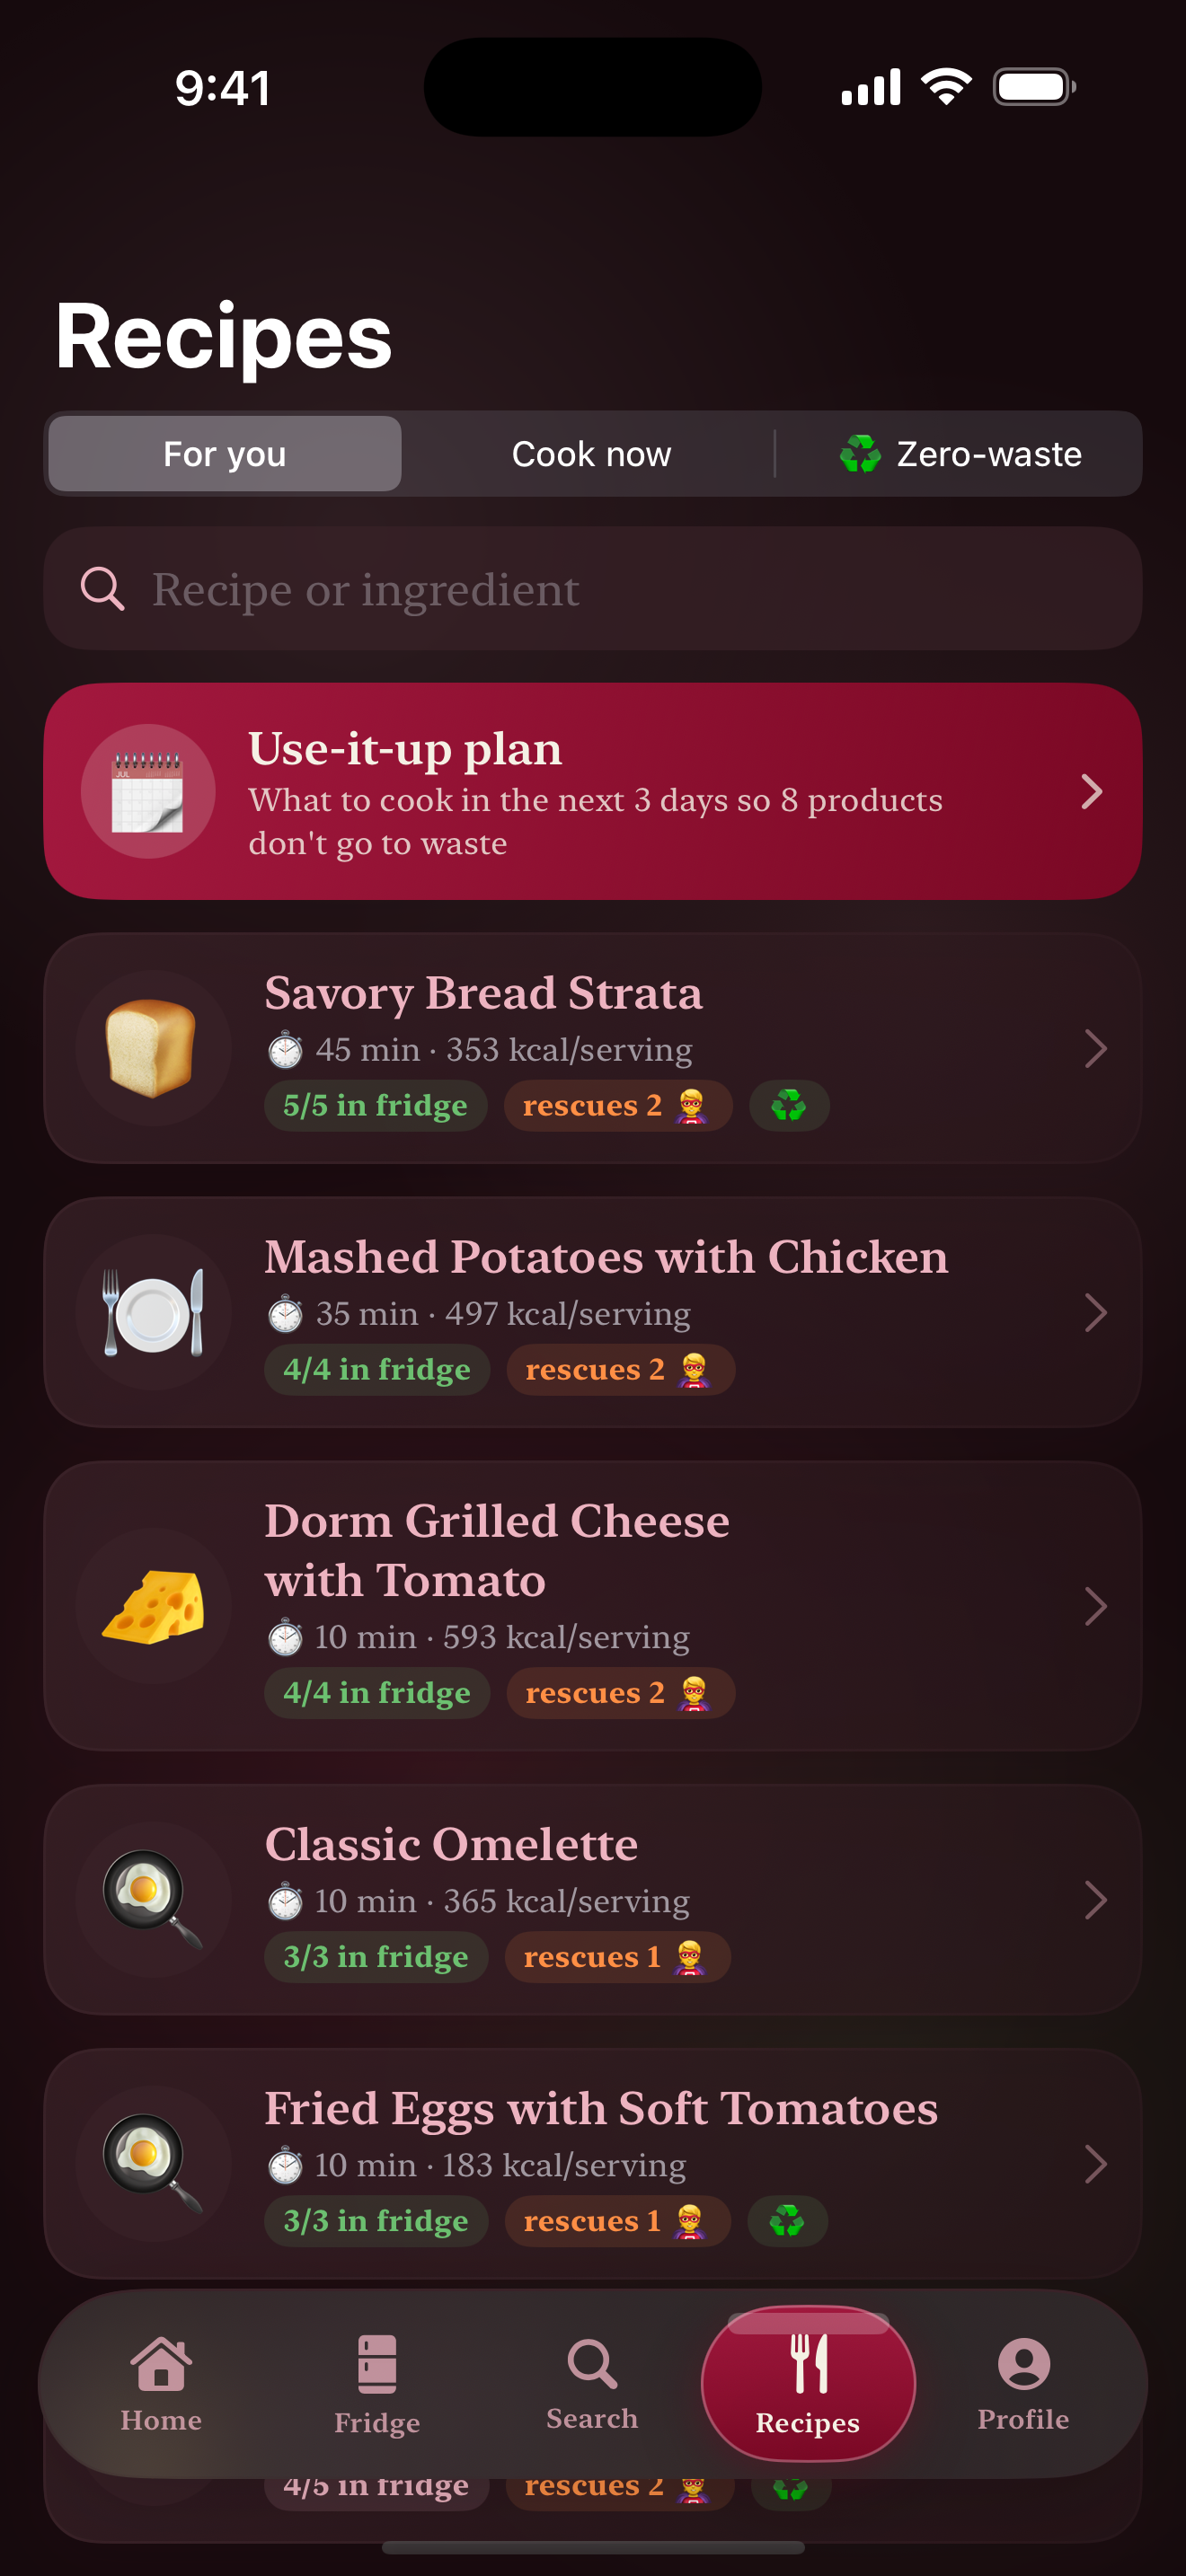 9:41
Recipes
For you
Cook now
♻️ Zero-waste
Recipe or ingredient
JUL
Use-it-up plan
What to cook in the next 3 days so 8 products
don't go to waste
Savory Bread Strata
45 min · 353 kcal/serving
5/5 in fridge
rescues 2
Mashed Potatoes with Chicken
35 min · 497 kcal/serving
4/4 in fridge
rescues 2
Dorm Grilled Cheese
with Tomato
10 min · 593 kcal/serving
4/4 in fridge
rescues 2
Classic Omelette
10 min · 365 kcal/serving
3/3 in fridge
rescues 1
Fried Eggs with Soft Tomatoes
10 min · 183 kcal/serving
3/3 in fridge
rescues 1
Home
Fridge
Search
Recipes
Profile
4/5 in fridge
rescues 2